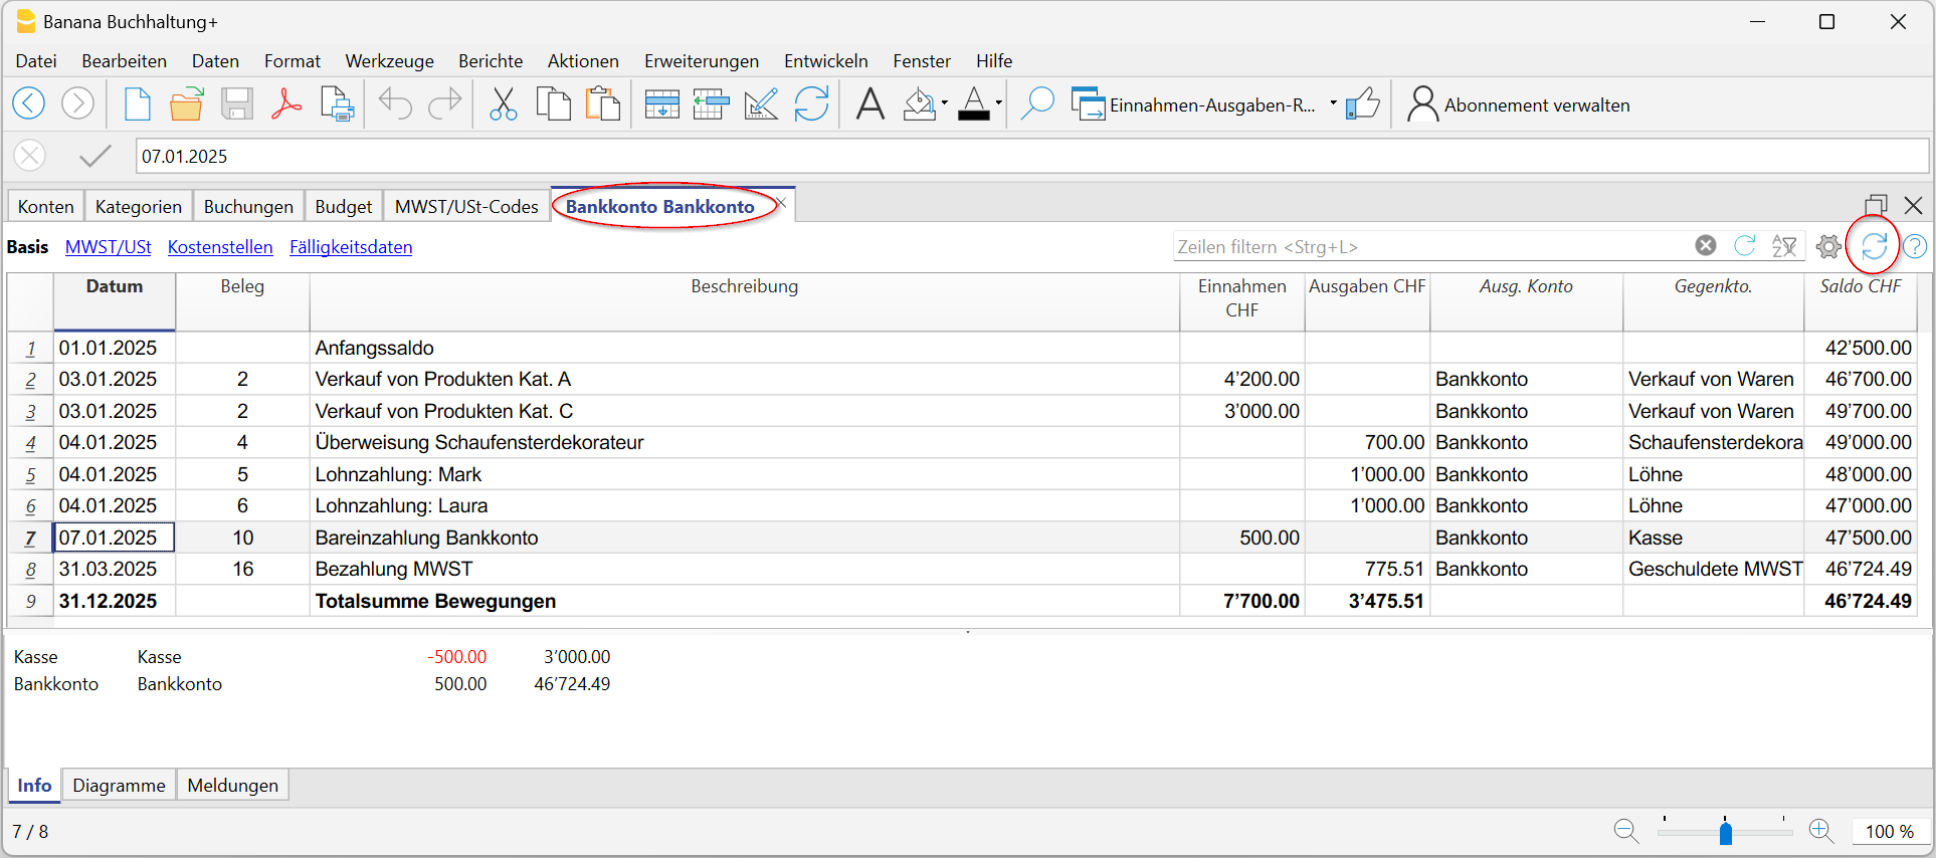 Banana Buchhaltung+
Datei Bearbeiten Daten Format Werkzeuge Berichte Aktionen Erweiterungen Entwickeln Fenster Hilfe
Einnahmen-Ausgaben-R... Abonnement verwalten
07.01.2025
Konten Kategorien Buchungen Budget MWST/USt-Codes Bankkonto Bankkonto
Basis MWST/USt Kostenstellen Fälligkeitsdaten Zeilen filtern <Strg+L>
Datum Beleg Beschreibung Einnahmen CHF Ausgaben CHF Ausg. Konto Gegenkto. Saldo CHF
1 01.01.2025 Anfangssaldo 42’500.00
2 03.01.2025 2 Verkauf von Produkten Kat. A 4’200.00 Bankkonto Verkauf von Waren 46’700.00
3 03.01.2025 2 Verkauf von Produkten Kat. C 3’000.00 Bankkonto Verkauf von Waren 49’700.00
4 04.01.2025 4 Überweisung Schaufensterdekorateur 700.00 Bankkonto Schaufensterdekora 49’000.00
5 04.01.2025 5 Lohnzahlung: Mark 1’000.00 Bankkonto Löhne 48’000.00
6 04.01.2025 6 Lohnzahlung: Laura 1’000.00 Bankkonto Löhne 47’000.00
7 07.01.2025 10 Bareinzahlung Bankkonto 500.00 Bankkonto Kasse 47’500.00
8 31.03.2025 16 Bezahlung MWST 775.51 Bankkonto Geschuldete MWST 46’724.49
9 31.12.2025 Totalsumme Bewegungen 7’700.00 3’475.51 46’724.49
Kasse Kasse -500.00 3’000.00
Bankkonto Bankkonto 500.00 46’724.49
Info Diagramme Meldungen
7 / 8 100 %